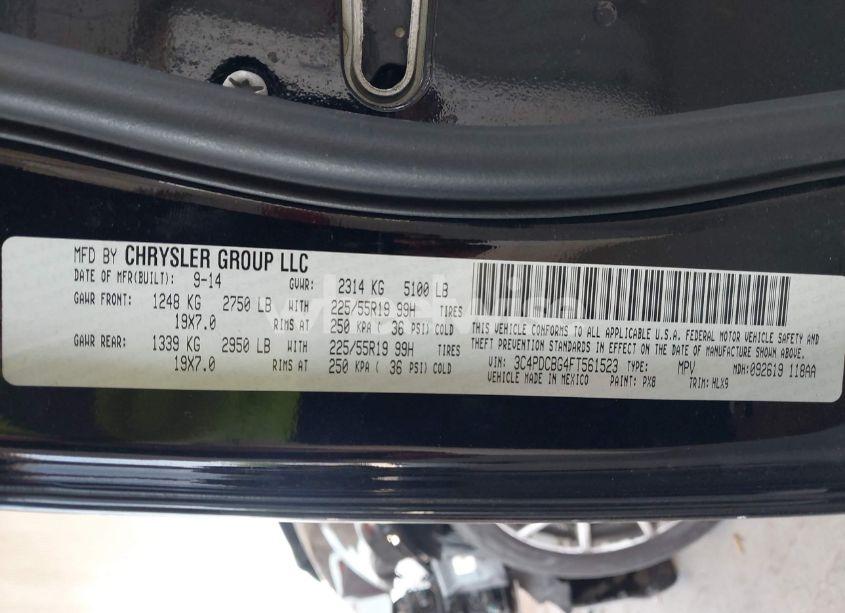 MFD BY CHRYSLER GROUP LLC
DATE OF MFR(BUILT): 9-14 GVWR: 2314 KG 5100 LB
GAWR FRONT: 1248 KG 2750 LB WITH 225/55R19 99H TIRES
19X7.0 RIMS AT 250 KPA ( 36 PSI) COLD
GAWR REAR: 1339 KG 2950 LB WITH 225/55R19 99H TIRES
19X7.0 RIMS AT 250 KPA ( 36 PSI) COLD
THIS VEHICLE CONFORMS TO ALL APPLICABLE U.S.A. FEDERAL MOTOR VEHICLE SAFETY AND
THEFT PREVENTION STANDARDS IN EFFECT ON THE DATE OF MANUFACTURE SHOWN ABOVE.
VIN: 3C4PDCBG4FT561523 TYPE: MPV MDH:092619 118AA
VEHICLE MADE IN MEXICO PAINT: PX8 TRIM: HLX9